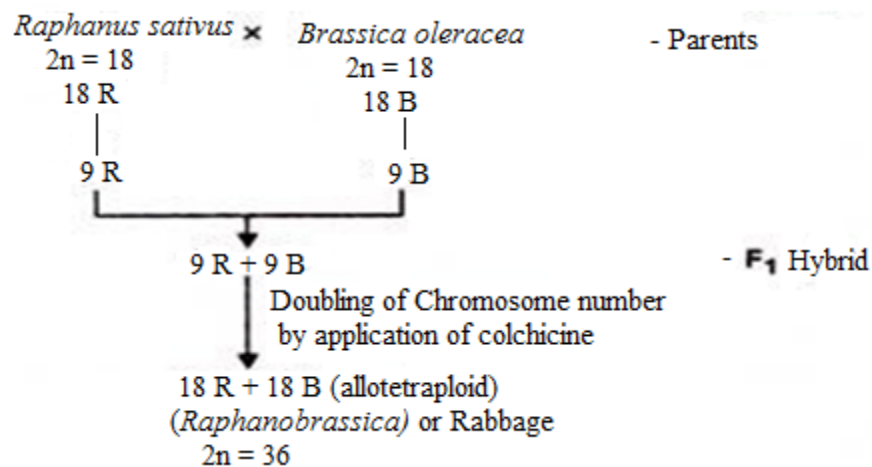 Raphanus sativus × Brassica oleracea - Parents
2n = 18 2n = 18
18 R 18 B
9 R 9 B
9 R + 9 B - F₁ Hybrid
Doubling of Chromosome number
by application of colchicine
18 R + 18 B (allotetraploid)
(Raphanobrassica) or Rabbage
2n = 36